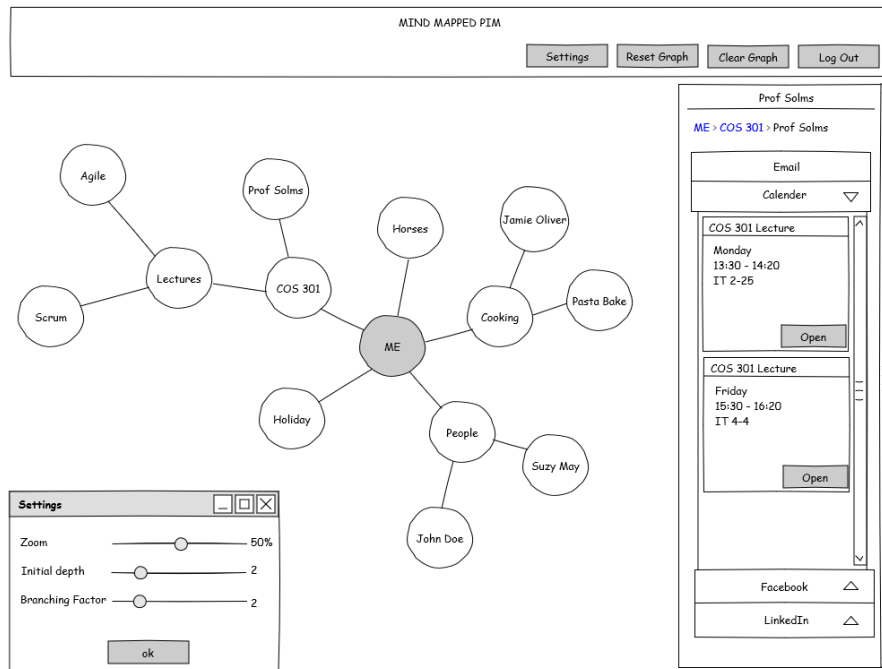 MIND MAPPED PIM
Settings
Reset Graph
Clear Graph
Log Out
Agile
Prof Solms
Horses
Jamie Oliver
Lectures
COS 301
Scrum
Cooking
Pasta Bake
ME
Holiday
People
Suzy May
John Doe
Settings
Zoom 50%
Initial depth 2
Branching Factor 2
ok
Prof Solms
ME > COS 301 > Prof Solms
Email
Calender
COS 301 Lecture
Monday
13:30 - 14:20
IT 2-25
Open
COS 301 Lecture
Friday
15:30 - 16:20
IT 4-4
Open
Facebook
LinkedIn